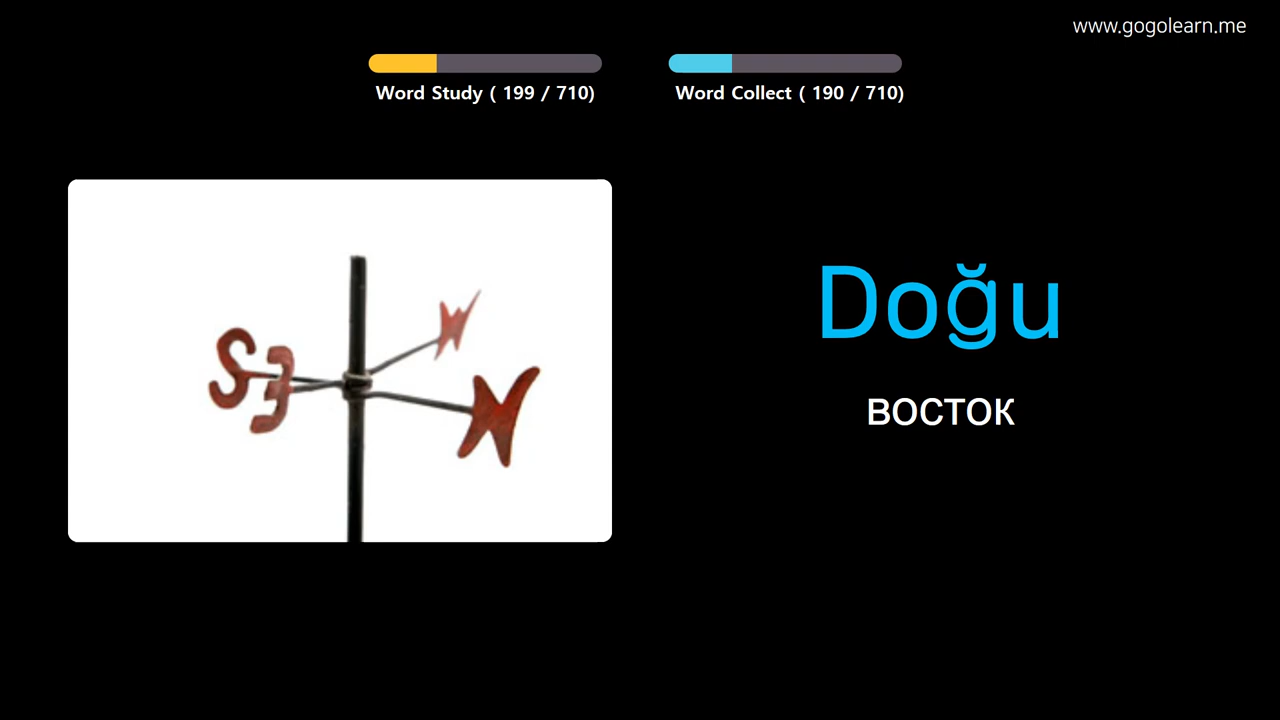 www.gogolearn.me
Word Study ( 199 / 710)
Word Collect ( 190 / 710)
S E W N
Doğu
восток